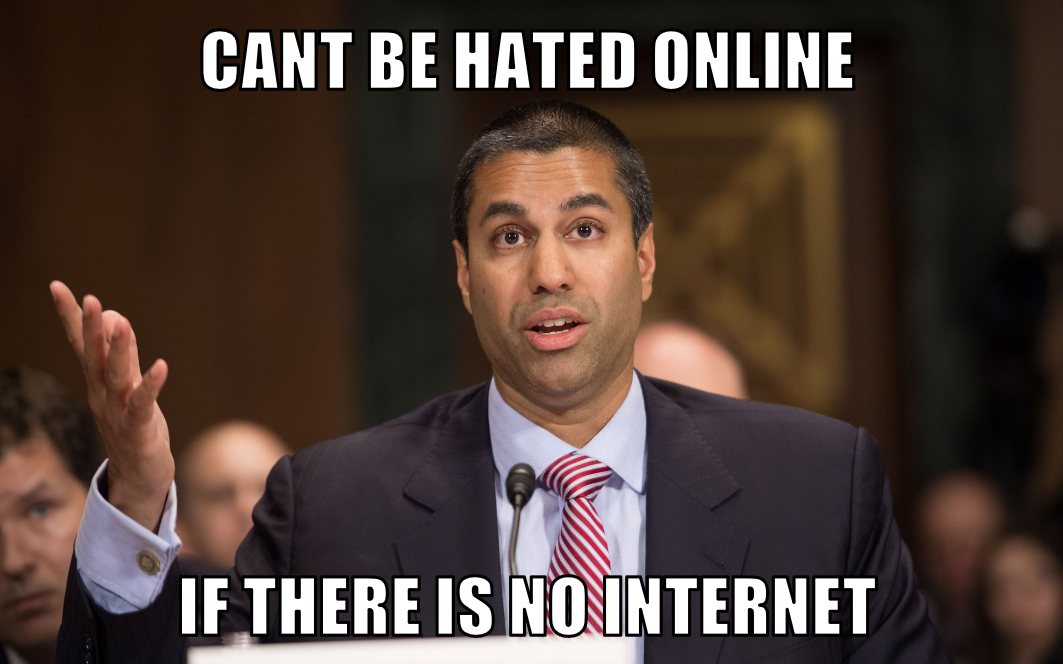 CANT BE HATED ONLINE
IF THERE IS NO INTERNET